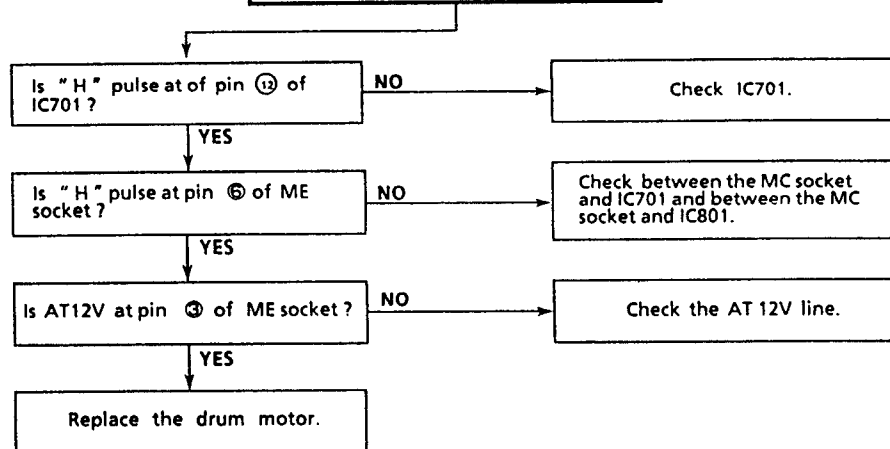 Is "H" pulse at of pin ⑫ of
IC701 ?
NO
Check IC701.
YES
Is "H" pulse at pin ⑥ of ME
socket ?
NO
Check between the MC socket
and IC701 and between the MC
socket and IC801.
YES
Is AT12V at pin ③ of ME socket ?
NO
Check the AT 12V line.
YES
Replace the drum motor.